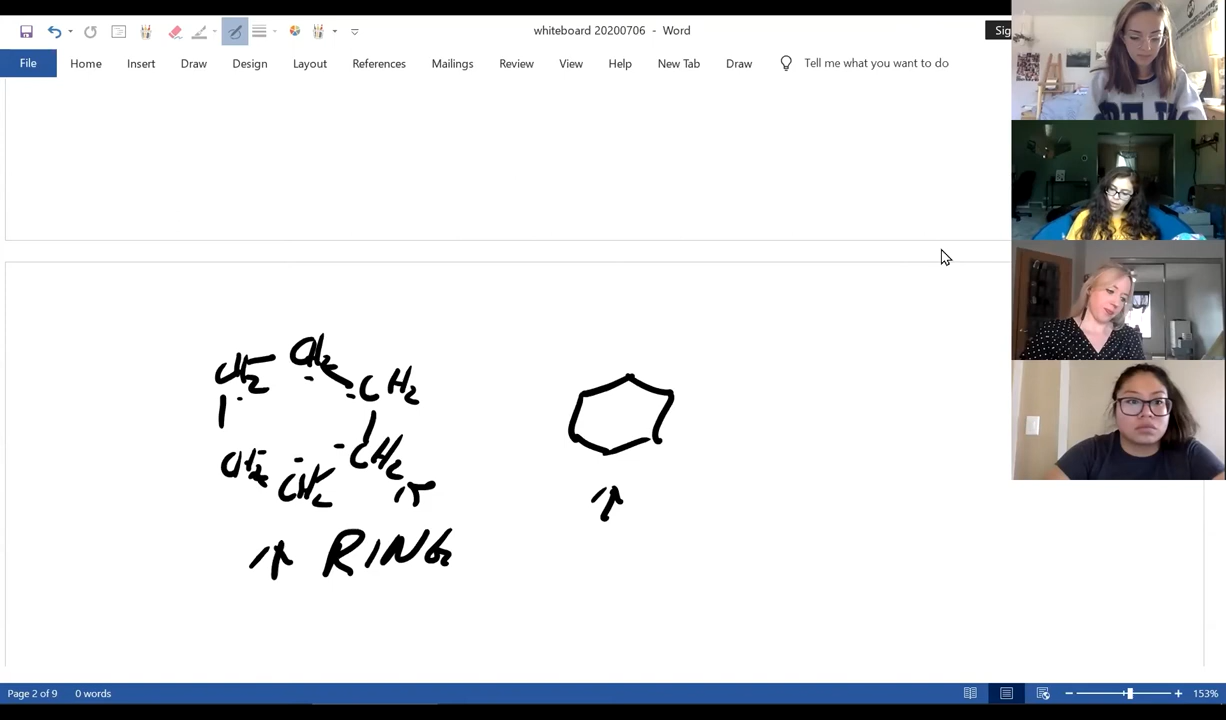 whiteboard 20200706 - Word
Sig
File Home Insert Draw Design Layout References Mailings Review View Help New Tab Draw Tell me what you want to do
CH2 CH2 CH2
CH2 CH2 CH2
RING
Page 2 of 9 0 words 153%